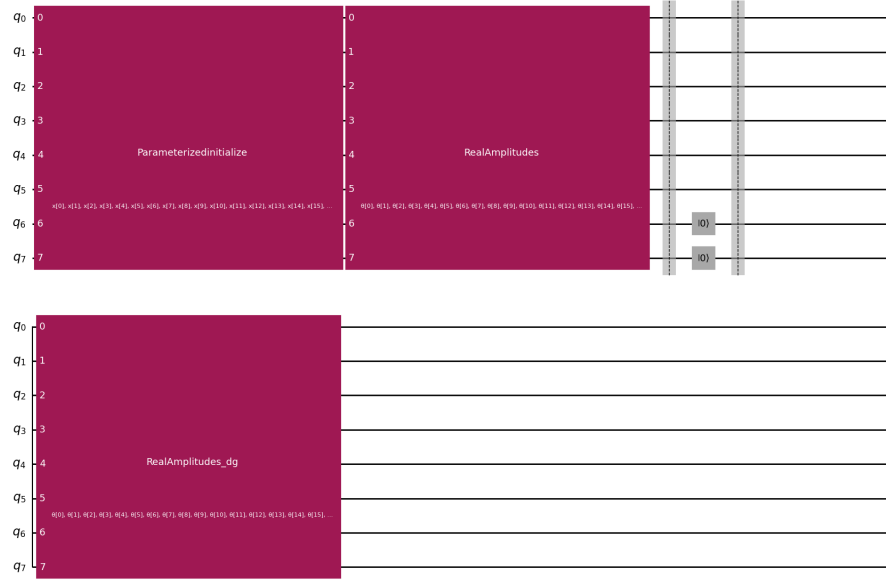 q0 0 0
q1 1 1
q2 2 2
q3 3 3
q4 4 Parameterizedinitialize 4 RealAmplitudes
q5 5 5
x[0], x[1], x[2], x[3], x[4], x[5], x[6], x[7], x[8], x[9], x[10], x[11], x[12], x[13], x[14], x[15], ... θ[0], θ[1], θ[2], θ[3], θ[4], θ[5], θ[6], θ[7], θ[8], θ[9], θ[10], θ[11], θ[12], θ[13], θ[14], θ[15], ...
q6 6 6 |0⟩
q7 7 7 |0⟩
q0 0
q1 1
q2 2
q3 3
q4 4 RealAmplitudes_dg
q5 5
θ[0], θ[1], θ[2], θ[3], θ[4], θ[5], θ[6], θ[7], θ[8], θ[9], θ[10], θ[11], θ[12], θ[13], θ[14], θ[15], ...
q6 6
q7 7